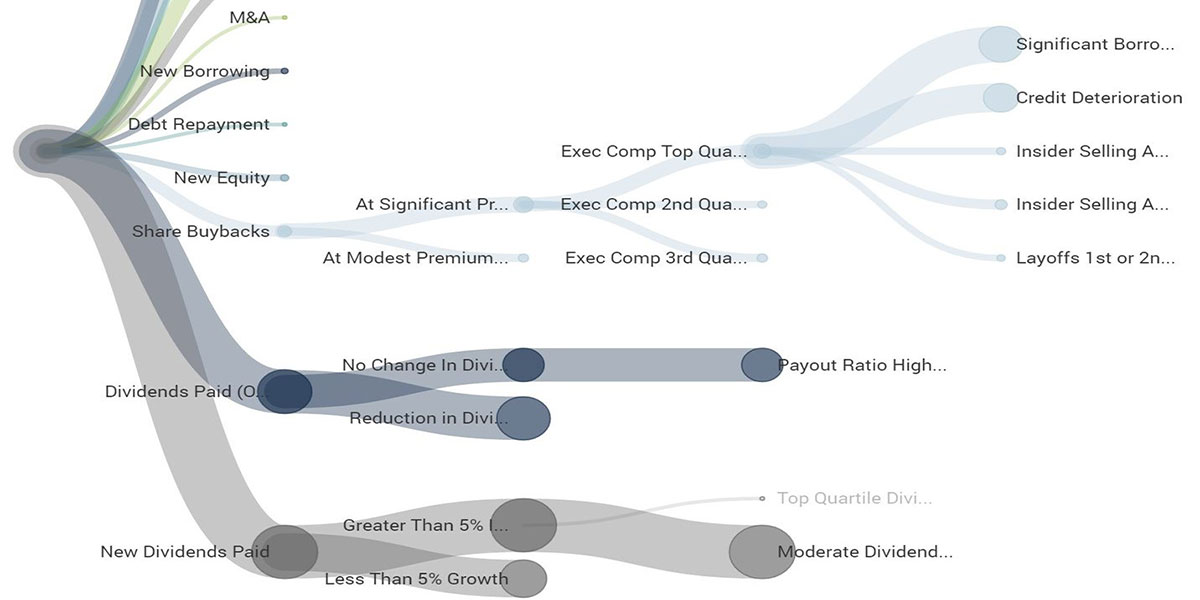 M&A
New Borrowing
Debt Repayment
New Equity
Share Buybacks
At Significant Pr...
At Modest Premium...
Exec Comp Top Qua...
Exec Comp 2nd Qua...
Exec Comp 3rd Qua...
Significant Borro...
Credit Deterioration
Insider Selling A...
Insider Selling A...
Layoffs 1st or 2n...
Dividends Paid (O...
No Change In Divi...
Reduction in Divi...
Payout Ratio High...
New Dividends Paid
Greater Than 5% I...
Less Than 5% Growth
Top Quartile Divi...
Moderate Dividend...